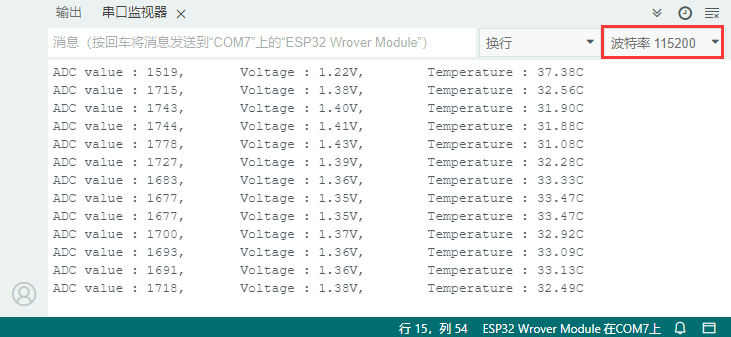 输出 串口监视器
消息（按回车将消息发送到“COM7”上的“ESP32 Wrover Module”） 换行 波特率 115200
ADC value : 1519, Voltage : 1.22V, Temperature : 37.38C
ADC value : 1715, Voltage : 1.38V, Temperature : 32.56C
ADC value : 1743, Voltage : 1.40V, Temperature : 31.90C
ADC value : 1744, Voltage : 1.41V, Temperature : 31.88C
ADC value : 1778, Voltage : 1.43V, Temperature : 31.08C
ADC value : 1727, Voltage : 1.39V, Temperature : 32.28C
ADC value : 1683, Voltage : 1.36V, Temperature : 33.33C
ADC value : 1677, Voltage : 1.35V, Temperature : 33.47C
ADC value : 1677, Voltage : 1.35V, Temperature : 33.47C
ADC value : 1700, Voltage : 1.37V, Temperature : 32.92C
ADC value : 1693, Voltage : 1.36V, Temperature : 33.09C
ADC value : 1691, Voltage : 1.36V, Temperature : 33.13C
ADC value : 1718, Voltage : 1.38V, Temperature : 32.49C
行 15，列 54 ESP32 Wrover Module 在COM7上